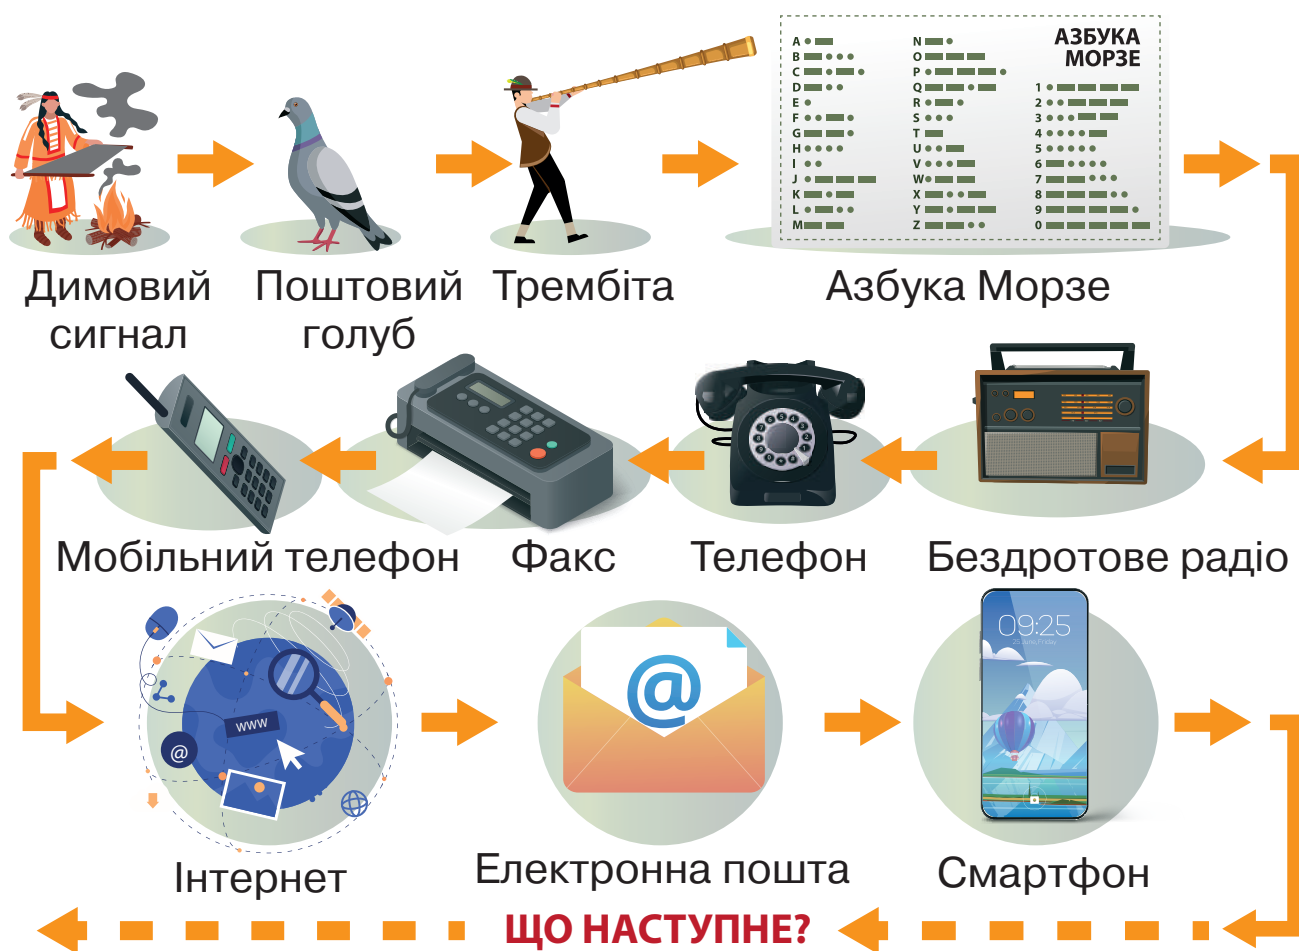 АЗБУКА
МОРЗЕ
A
B
C
D
E
F
G
H
I
J
K
L
M
N
O
P
Q
R
S
T
U
V
W
X
Y
Z
1
2
3
4
5
6
7
8
9
0
Димовий
сигнал
Поштовий
голуб
Трембіта
Азбука Морзе
Мобільний телефон
Факс
Телефон
Бездротове радіо
www
@
@
09:25
Інтернет
Електронна пошта
Смартфон
ЩО НАСТУПНЕ?